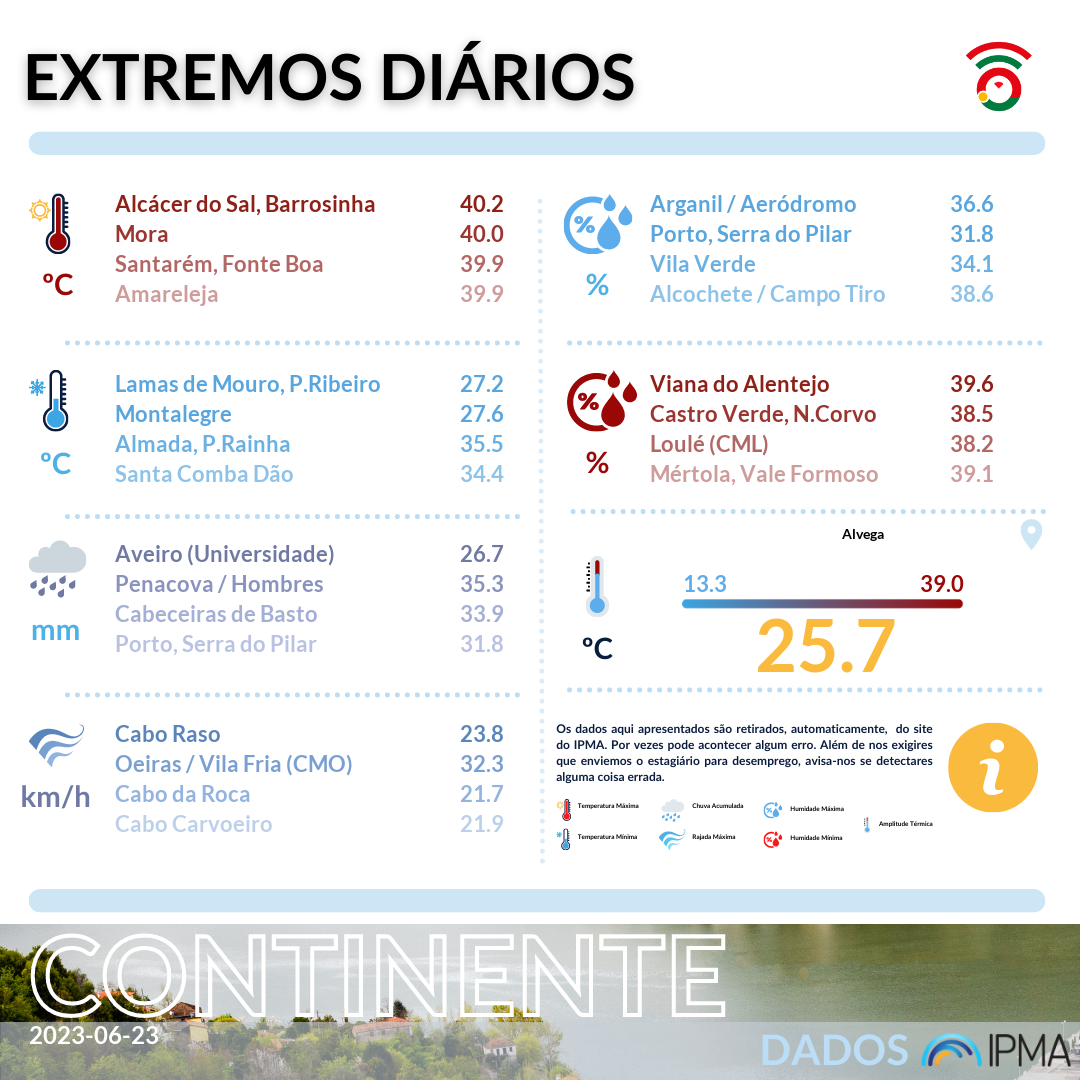 EXTREMOS DIÁRIOS
Alcácer do Sal, Barrosinha 40.2
Mora 40.0
Santarém, Fonte Boa 39.9
Amareleja 39.9
ºC
Lamas de Mouro, P.Ribeiro 27.2
Montalegre 27.6
Almada, P.Rainha 35.5
Santa Comba Dão 34.4
ºC
Aveiro (Universidade) 26.7
Penacova / Hombres 35.3
Cabeceiras de Basto 33.9
Porto, Serra do Pilar 31.8
mm
Cabo Raso 23.8
Oeiras / Vila Fria (CMO) 32.3
Cabo da Roca 21.7
Cabo Carvoeiro 21.9
km/h
%
Arganil / Aeródromo 36.6
Porto, Serra do Pilar 31.8
Vila Verde 34.1
Alcochete / Campo Tiro 38.6
%
%
Viana do Alentejo 39.6
Castro Verde, N.Corvo 38.5
Loulé (CML) 38.2
Mértola, Vale Formoso 39.1
%
Alvega
13.3 39.0
25.7
ºC
Os dados aqui apresentados são retirados, automaticamente, do site
do IPMA. Por vezes pode acontecer algum erro. Além de nos exigires
que enviemos o estagiário para desemprego, avisa-nos se detectares
alguma coisa errada.
i
Temperatura Máxima Chuva Acumulada Humidade Máxima
Amplitude Térmica
Temperatura Mínima Rajada Máxima Humidade Mínima
CONTINENTE
2023-06-23
DADOS IPMA